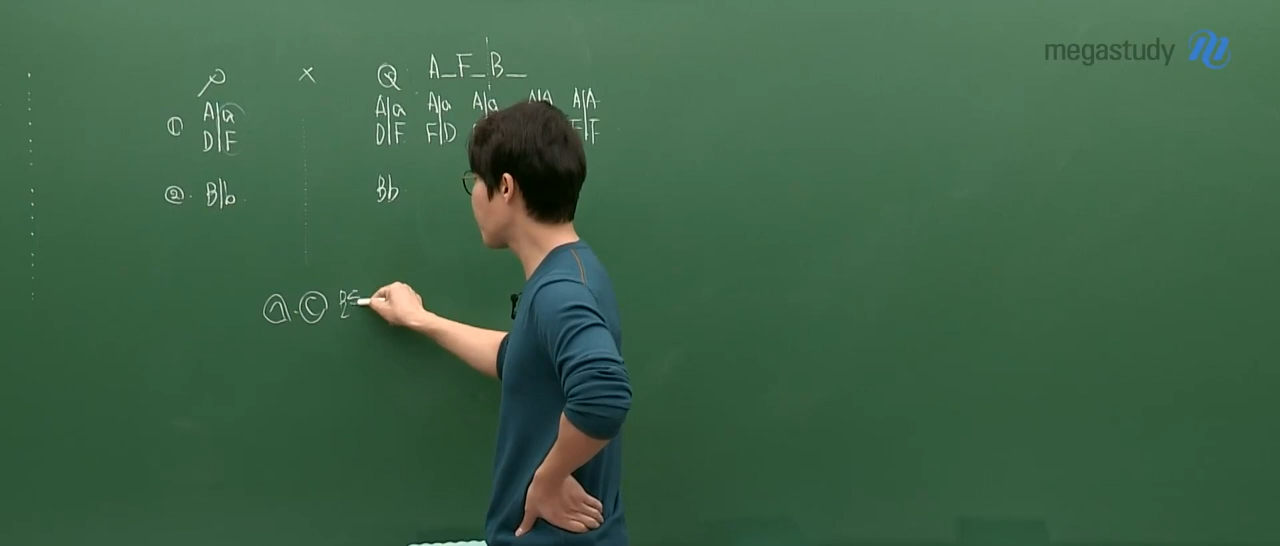 megastudy
P × Q A_F_B_
① A|a A|a A|a A|a A|A A|A
D|F D|F F|D F|F
② B|b Bb
ⓐ.ⓒ